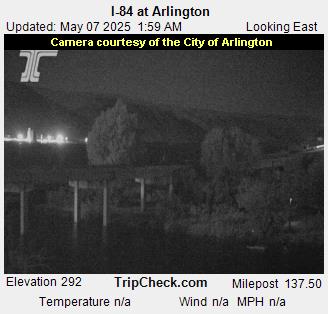 I-84 at Arlington
Updated: May 07 2025 1:59 AM Looking East
Camera courtesy of the City of Arlington
Elevation 292 TripCheck.com Milepost 137.50
Temperature n/a Wind n/a MPH n/a